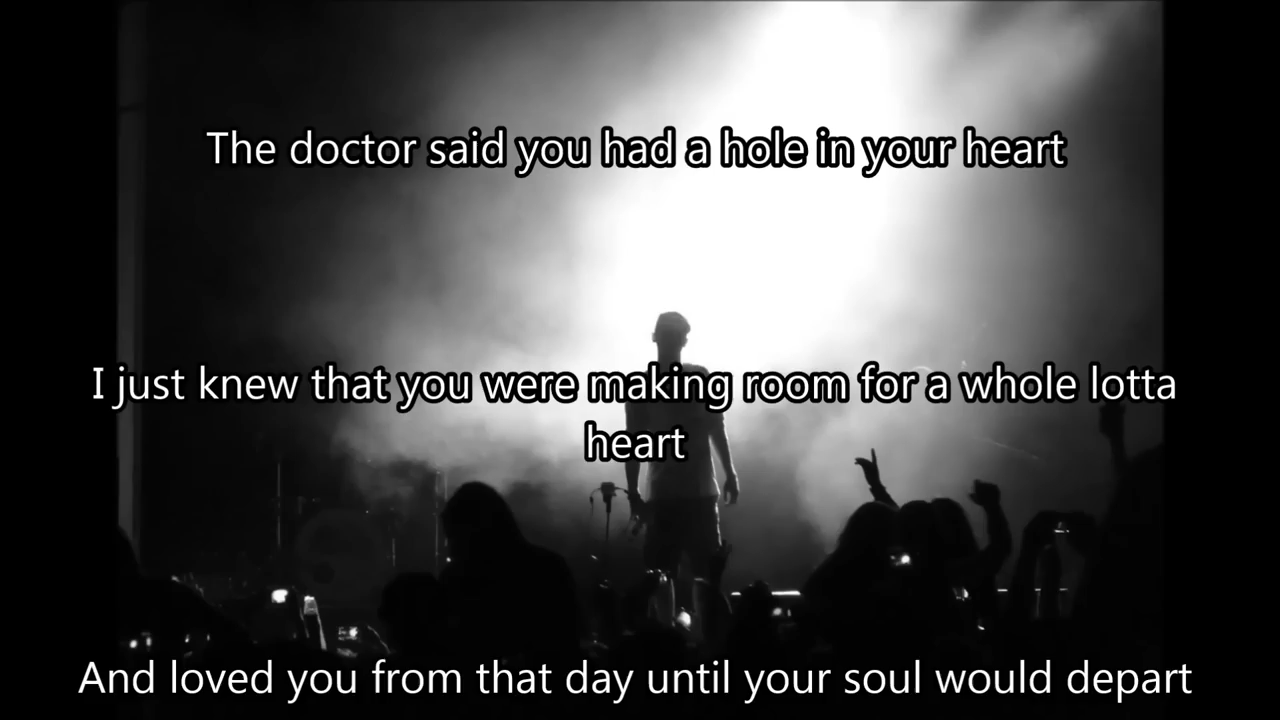 The doctor said you had a hole in your heart
I just knew that you were making room for a whole lotta
heart
And loved you from that day until your soul would depart